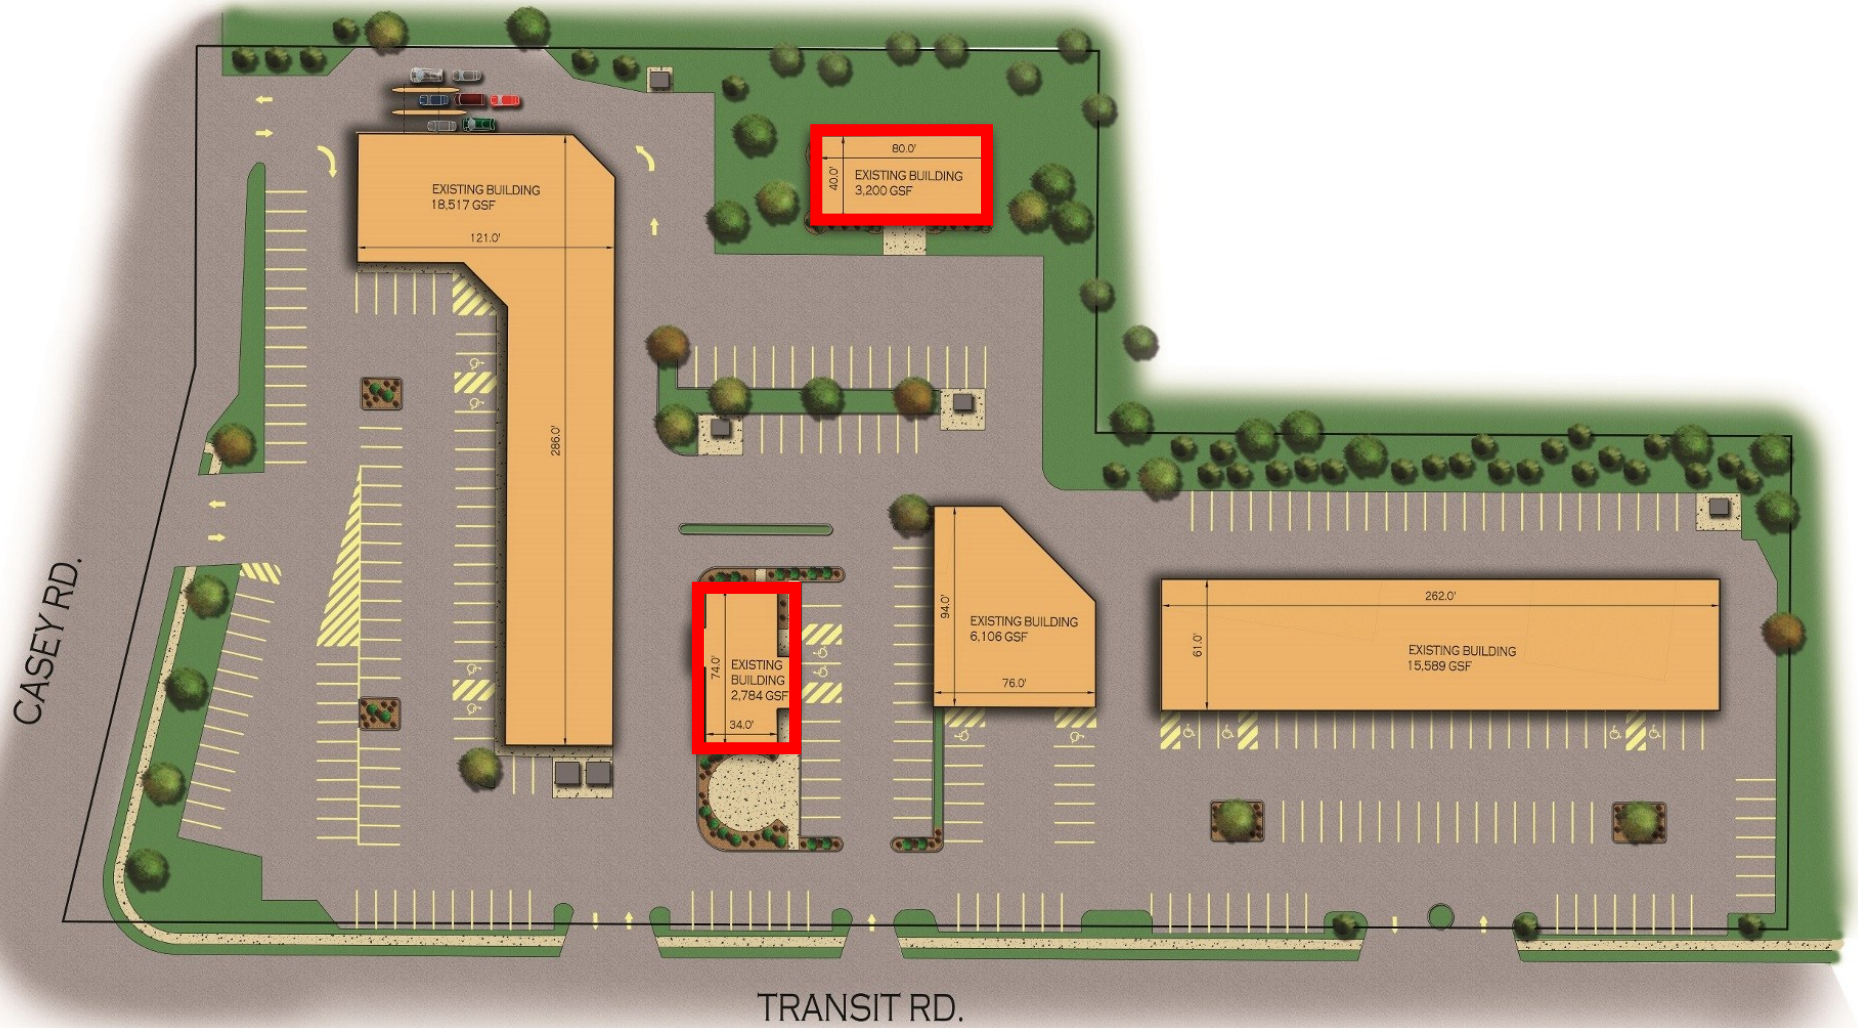 EXISTING BUILDING
18,517 GSF
121.0'
286.0'
80.0'
40.0'
EXISTING BUILDING
3,200 GSF
74.0'
EXISTING
BUILDING
2,784 GSF
34.0'
94.0'
EXISTING BUILDING
6,106 GSF
76.0'
262.0'
61.0'
EXISTING BUILDING
15,589 GSF
CASEY RD.
TRANSIT RD.